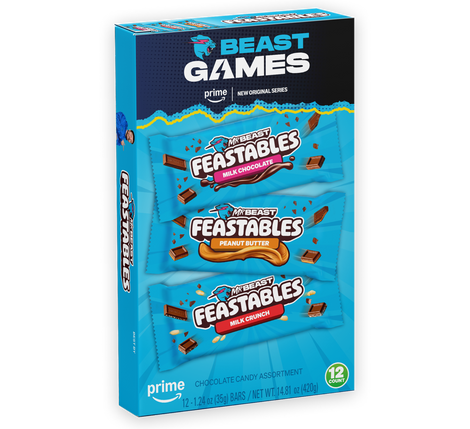 BEAST
GAMES
prime
NEW ORIGINAL SERIES
MRBEAST
FEASTABLES
MILK CHOCOLATE
MRBEAST
FEASTABLES
PEANUT BUTTER
MRBEAST
FEASTABLES
MILK CRUNCH
12
COUNT
prime
CHOCOLATE CANDY ASSORTMENT
12 - 1.24 oz (35g) BARS / NET WT 14.81 oz (420g)
MRBEAST
FEASTABLES